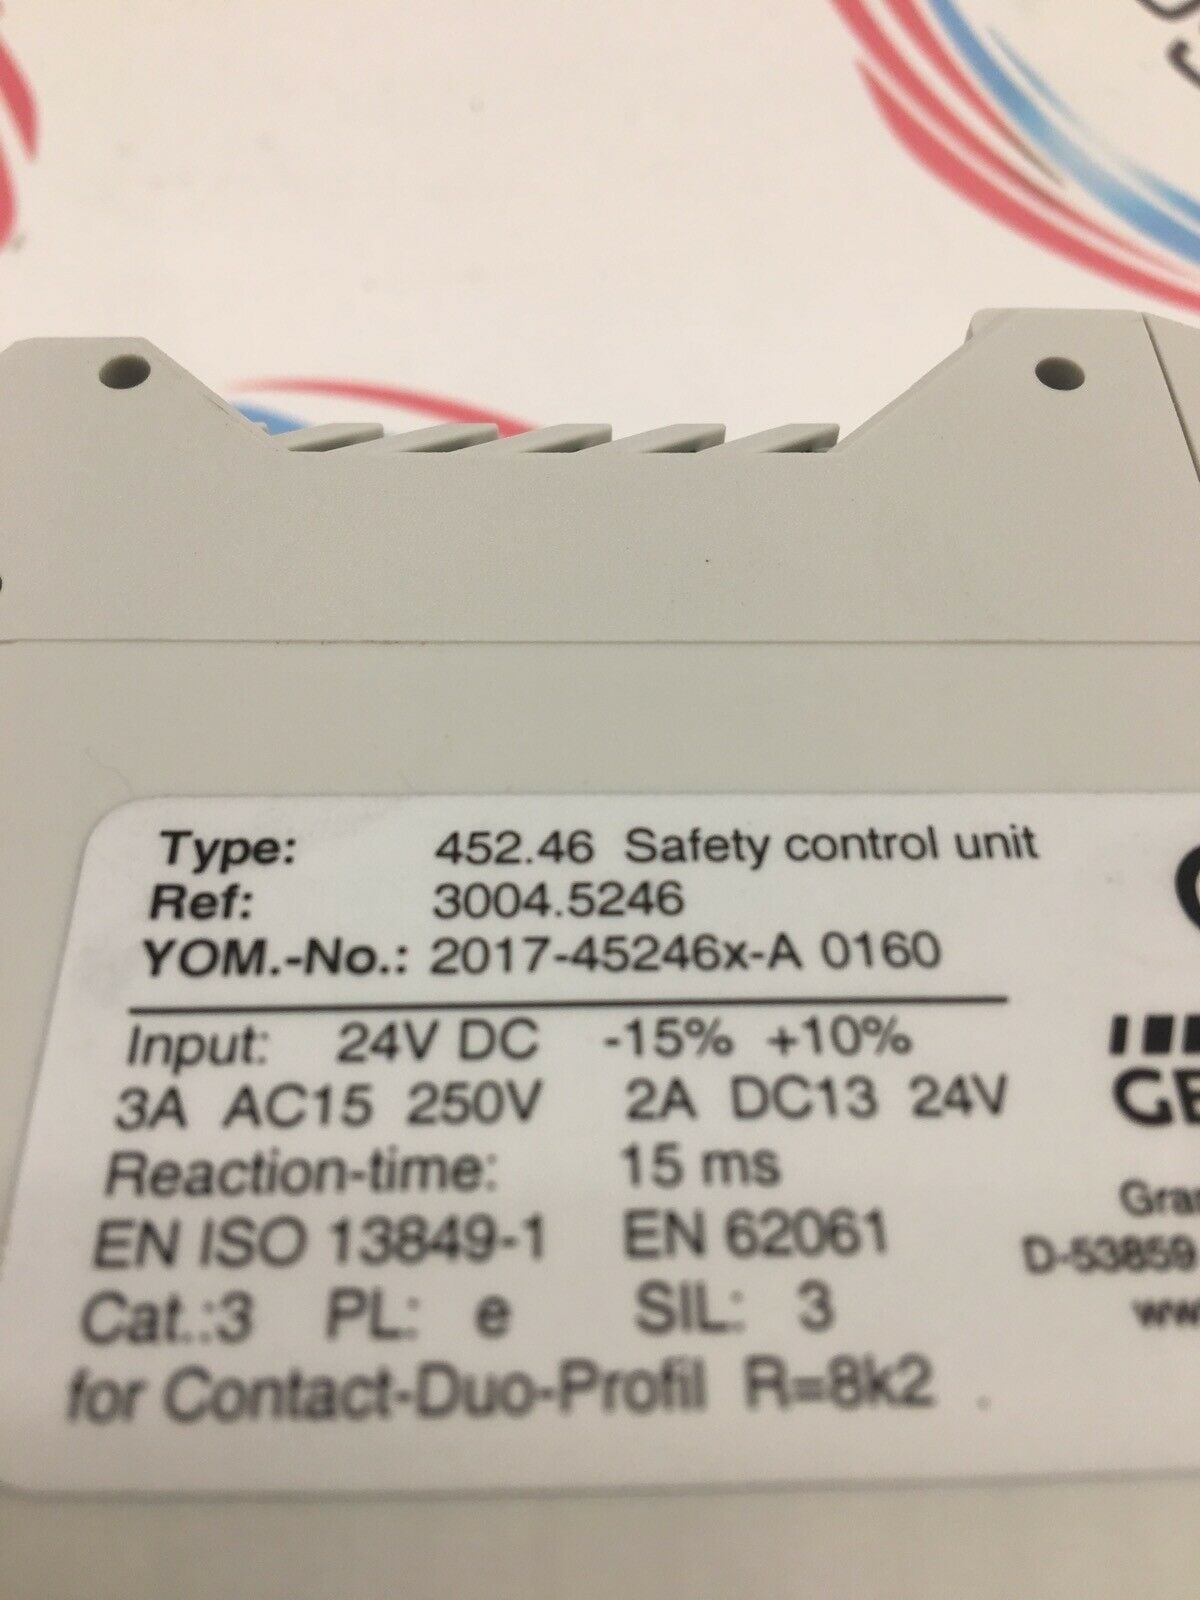 Type: 452.46 Safety control unit
Ref: 3004.5246
YOM.-No.: 2017-45246x-A 0160
Input: 24V DC -15% +10%
3A AC15 250V 2A DC13 24V
Reaction-time: 15 ms
EN ISO 13849-1 EN 62061
Cat.:3 PL: e SIL: 3
for Contact-Duo-Profil R=8k2
D-53859